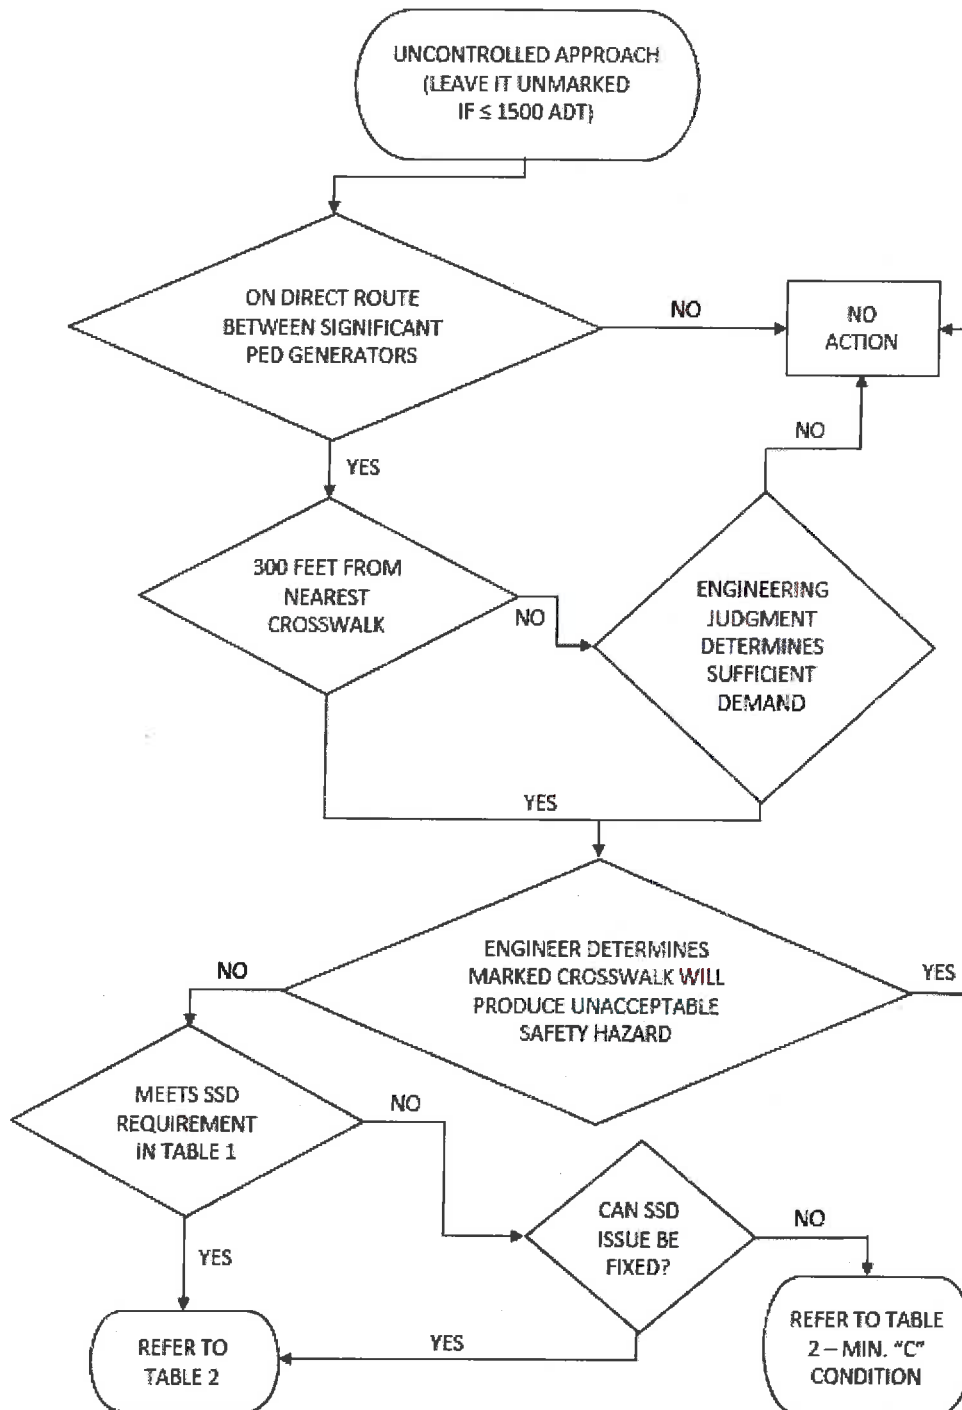 UNCONTROLLED APPROACH
(LEAVE IT UNMARKED
IF ≤ 1500 ADT)
ON DIRECT ROUTE
BETWEEN SIGNIFICANT
PED GENERATORS
NO
NO
ACTION
NO
YES
300 FEET FROM
NEAREST
CROSSWALK
NO
ENGINEERING
JUDGMENT
DETERMINES
SUFFICIENT
DEMAND
YES
ENGINEER DETERMINES
MARKED CROSSWALK WILL
PRODUCE UNACCEPTABLE
SAFETY HAZARD
NO
YES
MEETS SSD
REQUIREMENT
IN TABLE 1
NO
CAN SSD
ISSUE BE
FIXED?
NO
YES
REFER TO
TABLE 2
YES
REFER TO TABLE
2 – MIN. "C"
CONDITION